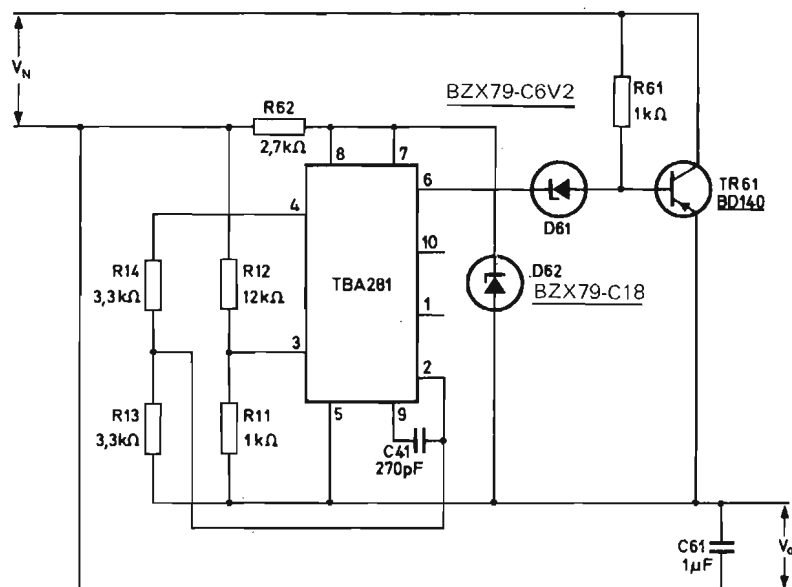 V_N
R62
2,7kΩ
BZX79-C6V2
R61
1kΩ
8
7
6
4
TR61
BD140
D61
10
R14
3,3kΩ
R12
12kΩ
TBA281
D62
BZX79-C18
1
3
2
R13
3,3kΩ
R11
1kΩ
5
9
C41
270pF
C61
1µF
V_o